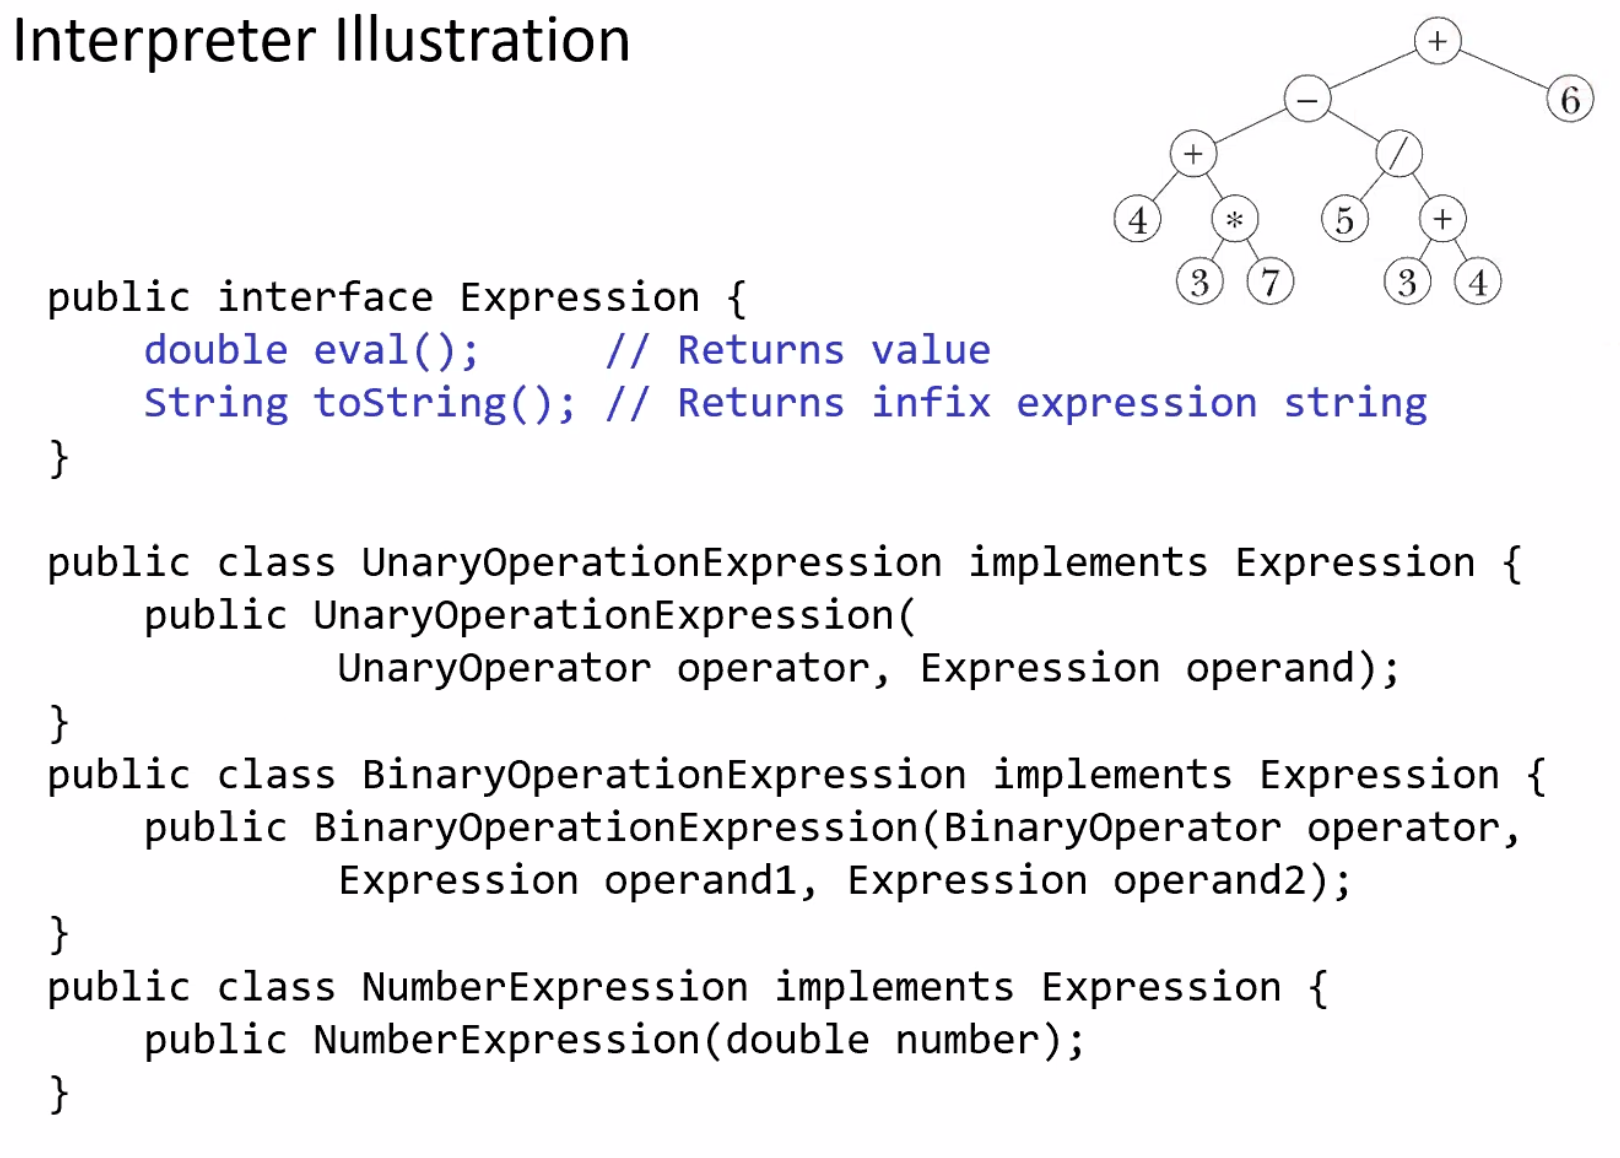 Interpreter Illustration
+
− 6
+ /
4 * 5 +
3 7 3 4
public interface Expression {
    double eval();     // Returns value
    String toString(); // Returns infix expression string
}
public class UnaryOperationExpression implements Expression {
    public UnaryOperationExpression(
            UnaryOperator operator, Expression operand);
}
public class BinaryOperationExpression implements Expression {
    public BinaryOperationExpression(BinaryOperator operator,
            Expression operand1, Expression operand2);
}
public class NumberExpression implements Expression {
    public NumberExpression(double number);
}